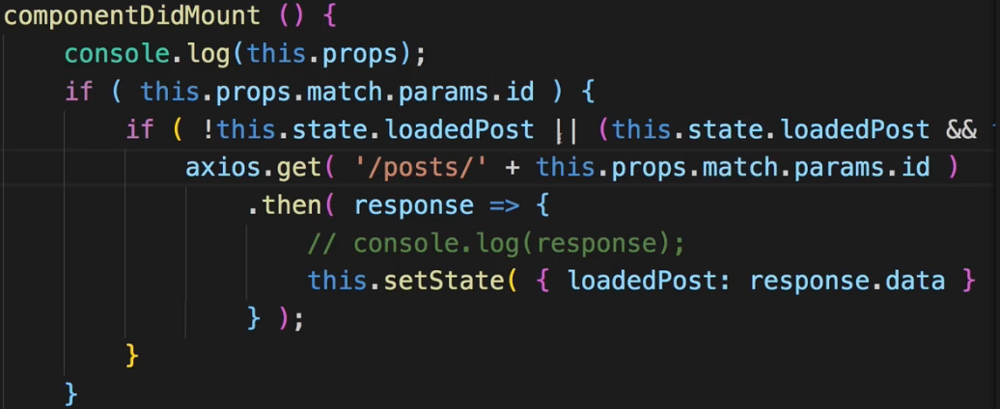 componentDidMount () {
console.log(this.props);
if ( this.props.match.params.id ) {
if ( !this.state.loadedPost || (this.state.loadedPost &&
axios.get( '/posts/' + this.props.match.params.id )
.then( response => {
// console.log(response);
this.setState( { loadedPost: response.data }
} );
}
}